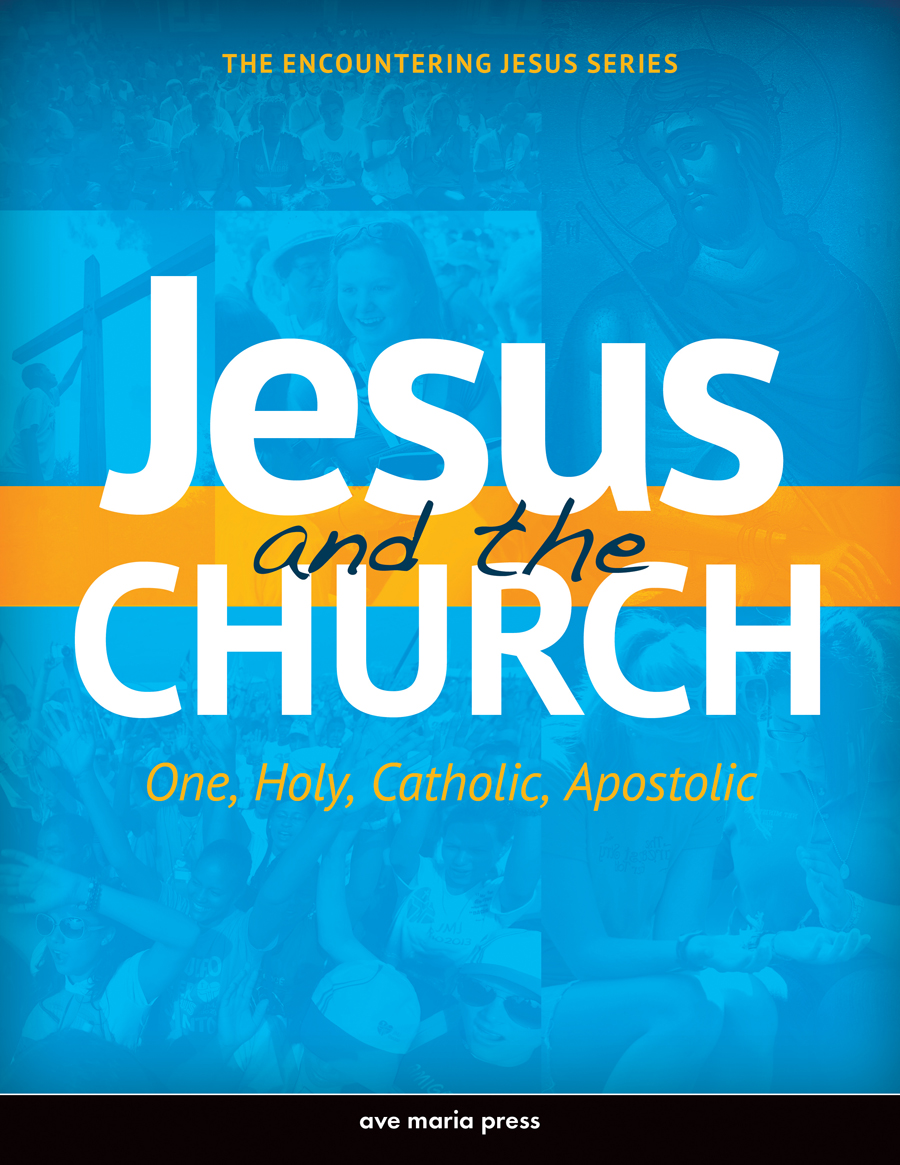 THE ENCOUNTERING JESUS SERIES
Jesus
and the
CHURCH
One, Holy, Catholic, Apostolic
ave maria press